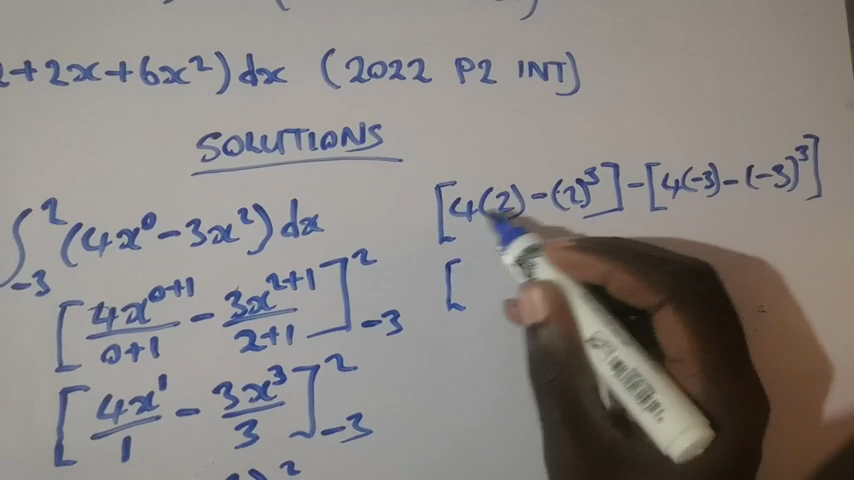 2+2x+6x²)dx (2022 P2 INT)
SOLUTIONS
∫₋₃² (4x⁰ - 3x²)dx
[4x⁰⁺¹/0+1 - 3x²⁺¹/2+1]₋₃²
[4x¹/1 - 3x³/3]₋₃²
[4(2) - (2)³] - [4(-3) - (-3)³]
[